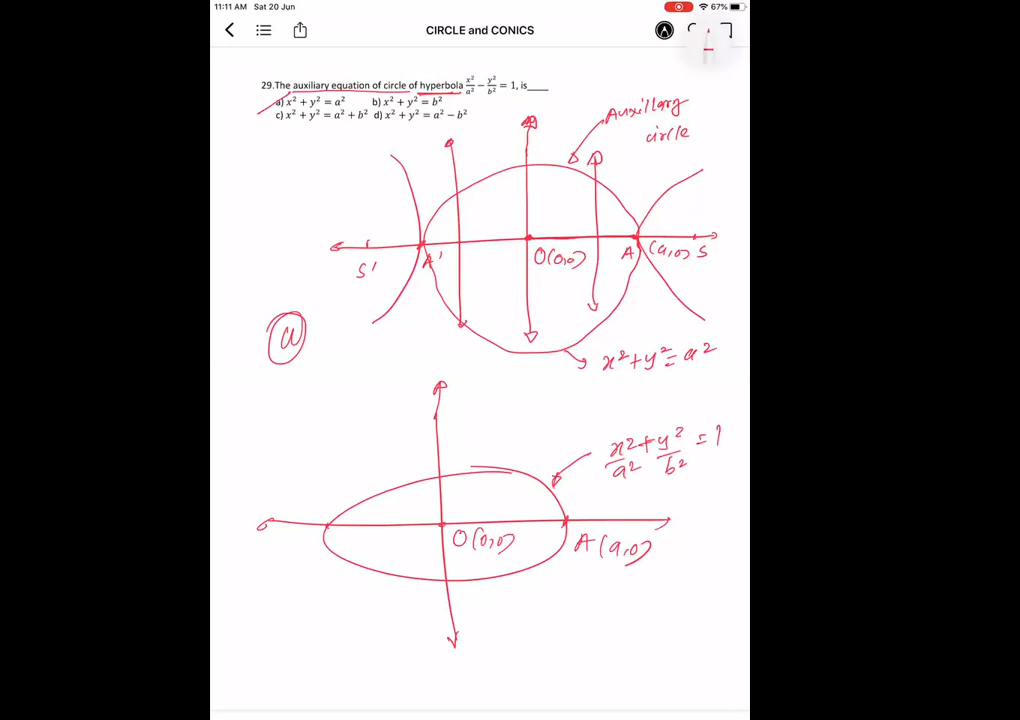 11:11 AM Sat 20 Jun
67%
CIRCLE and CONICS
29.The auxiliary equation of circle of hyperbola x²/a² − y²/b² = 1, is____
a) x² + y² = a² b) x² + y² = b²
c) x² + y² = a² + b² d) x² + y² = a² − b²
Auxillary
circle
S' A' O(0,0) A (a,0) S
a
x²+y²=a²
x²/a² + y²/b² = 1
O(0,0) A(a,0)